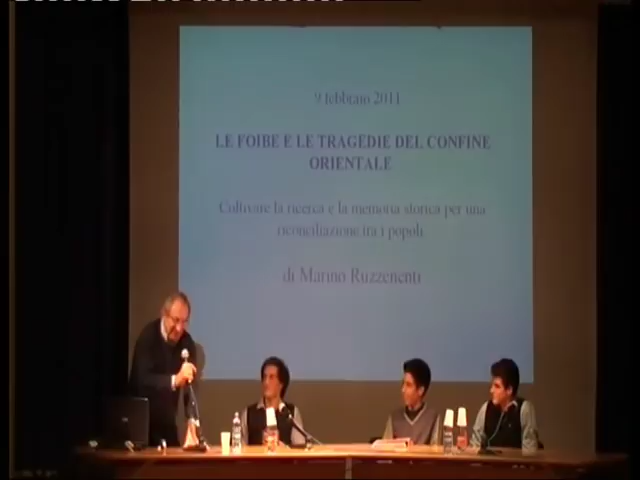 9 febbraio 2011
LE FOIBE E LE TRAGEDIE DEL CONFINE
ORIENTALE
Coltivare la ricerca e la memoria storica per una
riconciliazione tra i popoli
di Marino Ruzzenenti